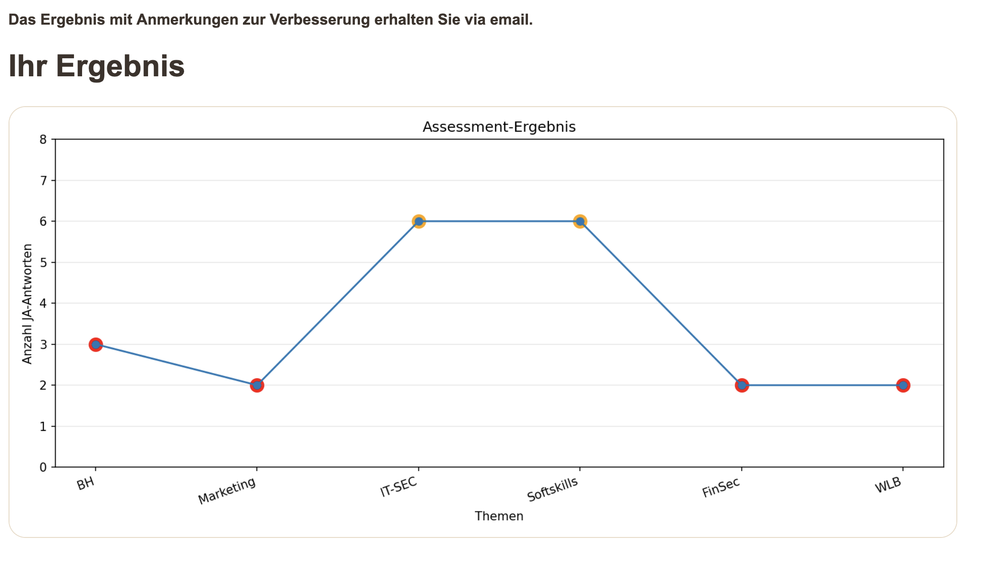 Das Ergebnis mit Anmerkungen zur Verbesserung erhalten Sie via email.
Ihr Ergebnis
Assessment-Ergebnis
Anzahl JA-Antworten
8
7
6
5
4
3
2
1
0
BH
Marketing
IT-SEC
Softskills
FinSec
WLB
Themen